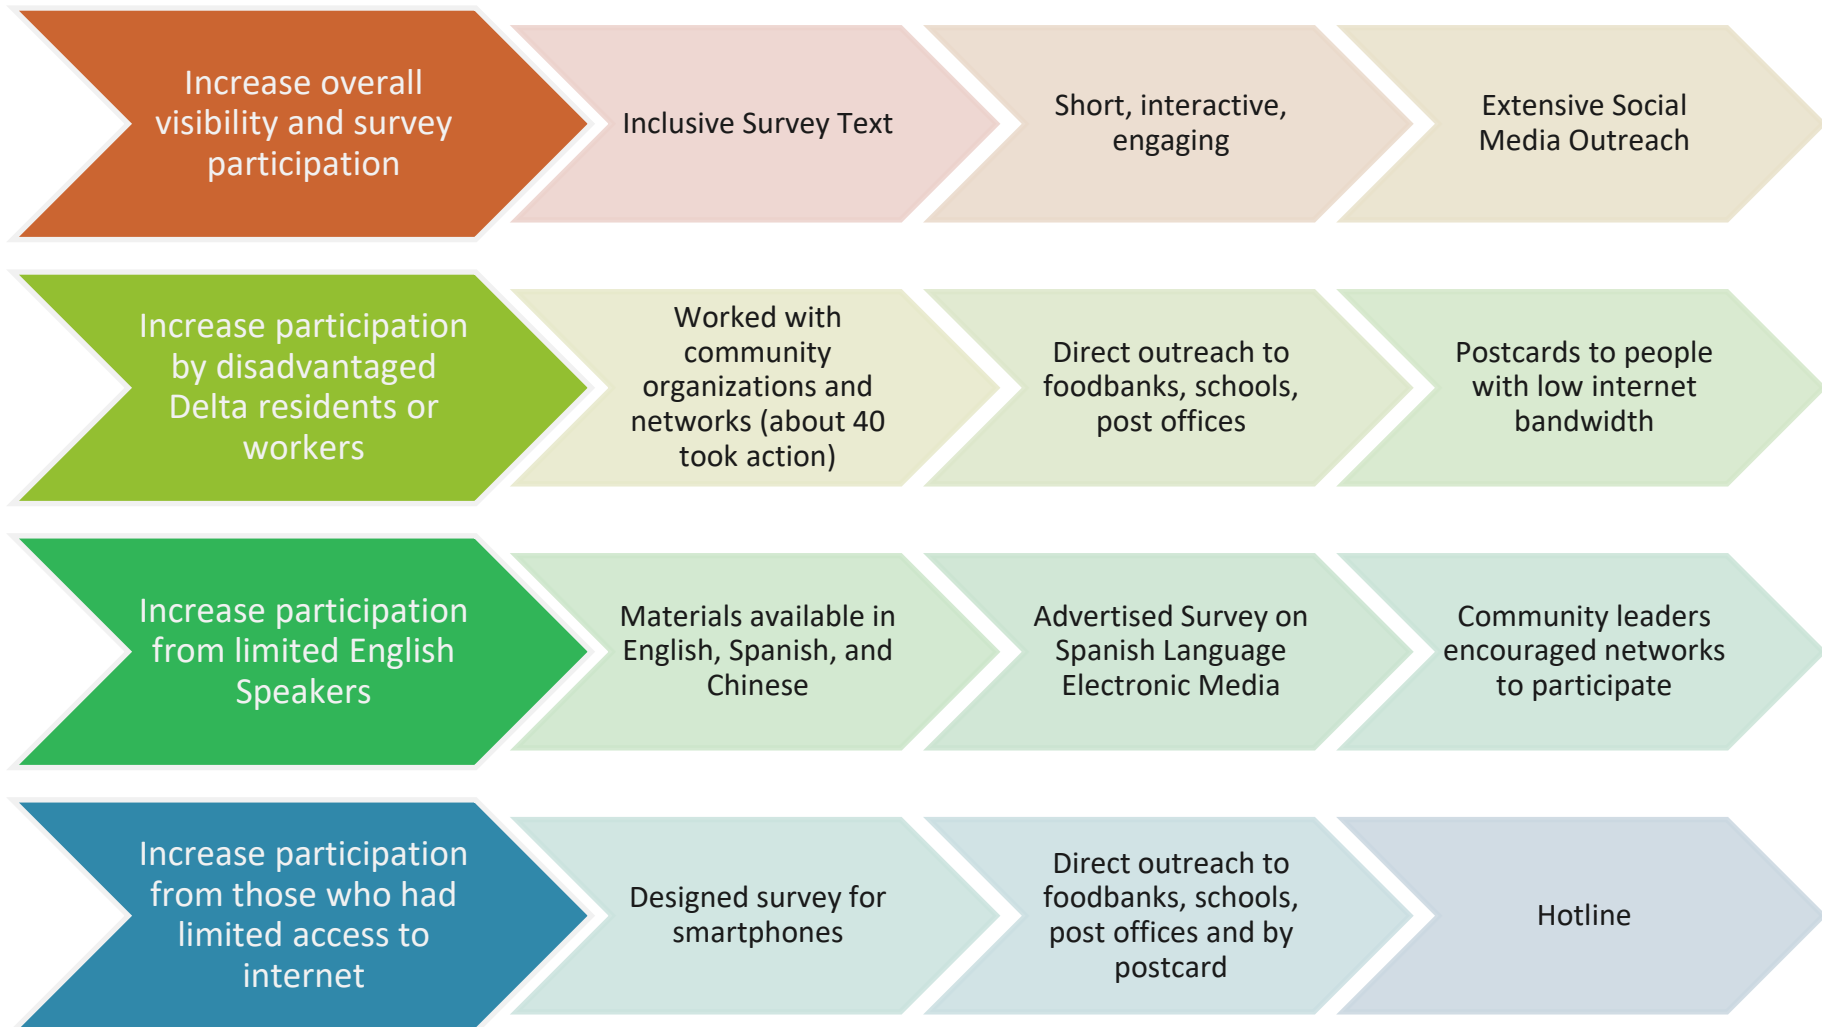 Increase overall
visibility and survey
participation
Inclusive Survey Text
Short, interactive,
engaging
Extensive Social
Media Outreach
Increase participation
by disadvantaged
Delta residents or
workers
Worked with
community
organizations and
networks (about 40
took action)
Direct outreach to
foodbanks, schools,
post offices
Postcards to people
with low internet
bandwidth
Increase participation
from limited English
Speakers
Materials available in
English, Spanish, and
Chinese
Advertised Survey on
Spanish Language
Electronic Media
Community leaders
encouraged networks
to participate
Increase participation
from those who had
limited access to
internet
Designed survey for
smartphones
Direct outreach to
foodbanks, schools,
post offices and by
postcard
Hotline